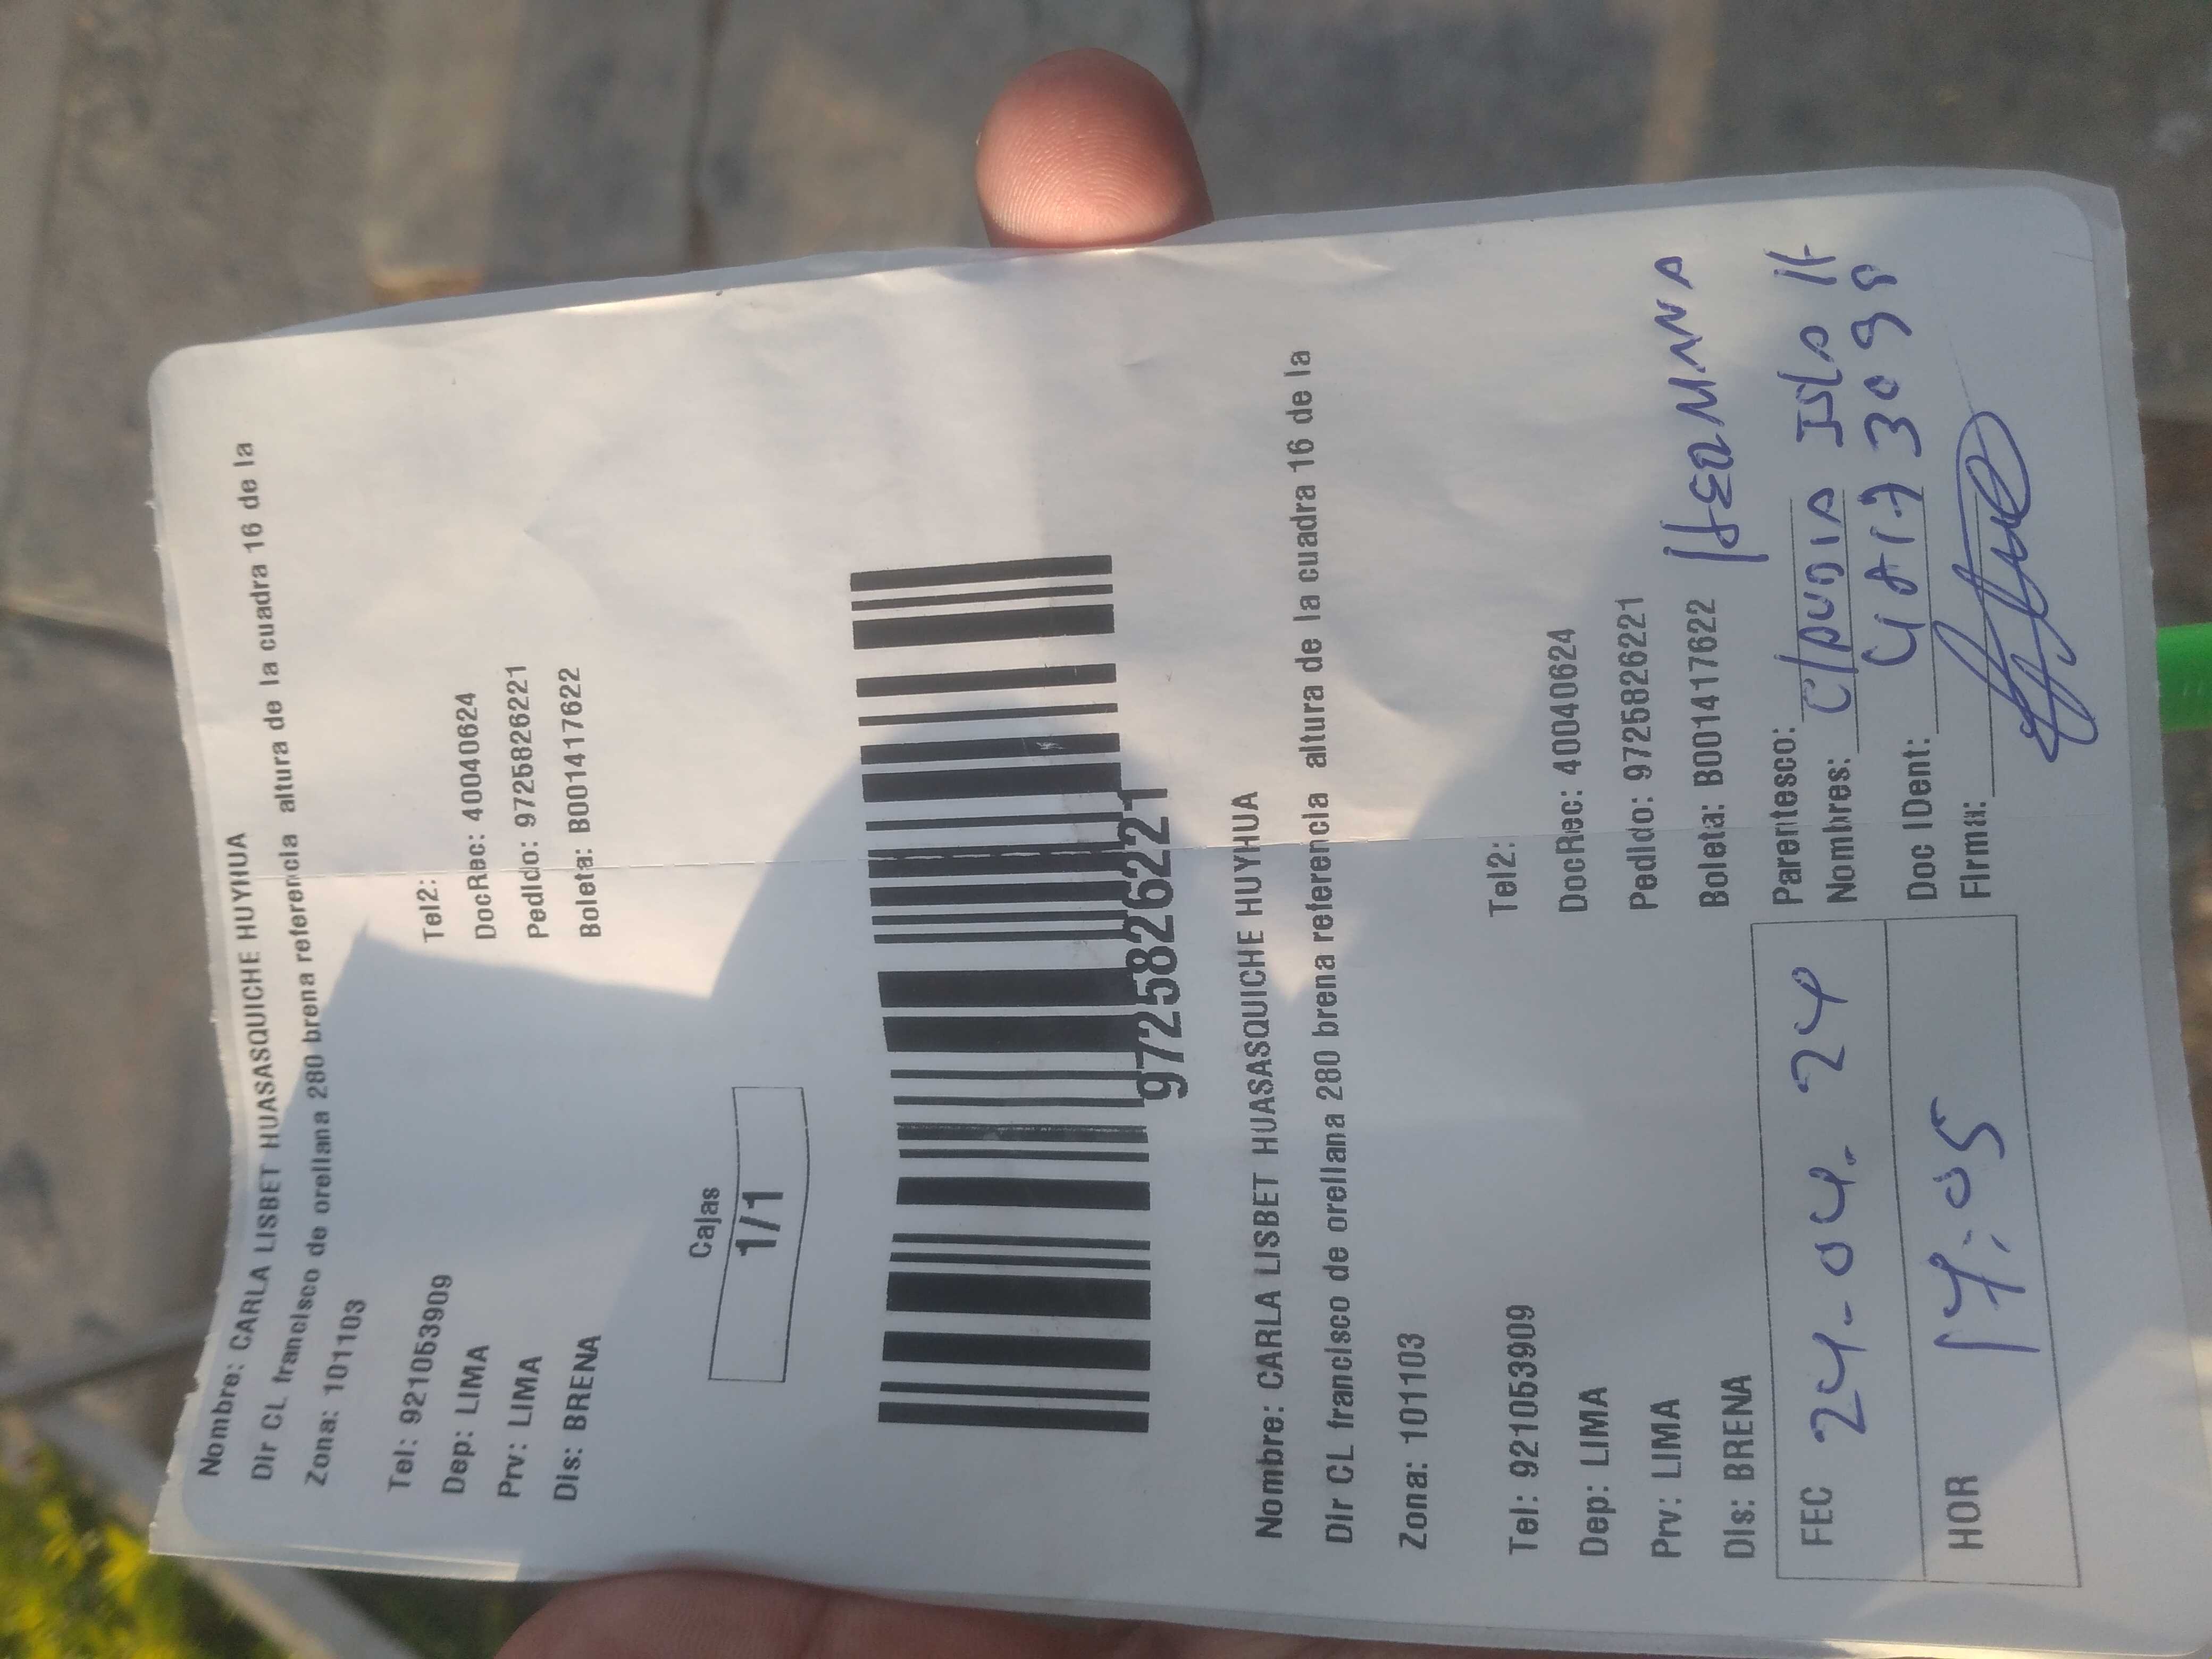 Nombre: CARLA LISBET HUASASQUICHE HUYHUA
Dir CL francisco de orellana 280 brena referencia altura de la cuadra 16 de la
Zona: 101103
Tel: 921053909 Tel2:
Dep: LIMA DocRec: 40040624
Prv: LIMA Pedido: 9725826221
Dis: BRENA Boleta: B001417622
Cajas
1/1
9725826221
Nombre: CARLA LISBET HUASASQUICHE HUYHUA
Dir CL francisco de orellana 280 brena referencia altura de la cuadra 16 de la
Zona: 101103
Tel: 921053909 Tel2:
Dep: LIMA DocRec: 40040624
Prv: LIMA Pedido: 9725826221
Dis: BRENA Boleta: B001417622
HERMANA
FEC 24-04. 24 Parentesco:
Nombres: Claudia Isla H
HOR 17:05 Doc IDent:
Firma: